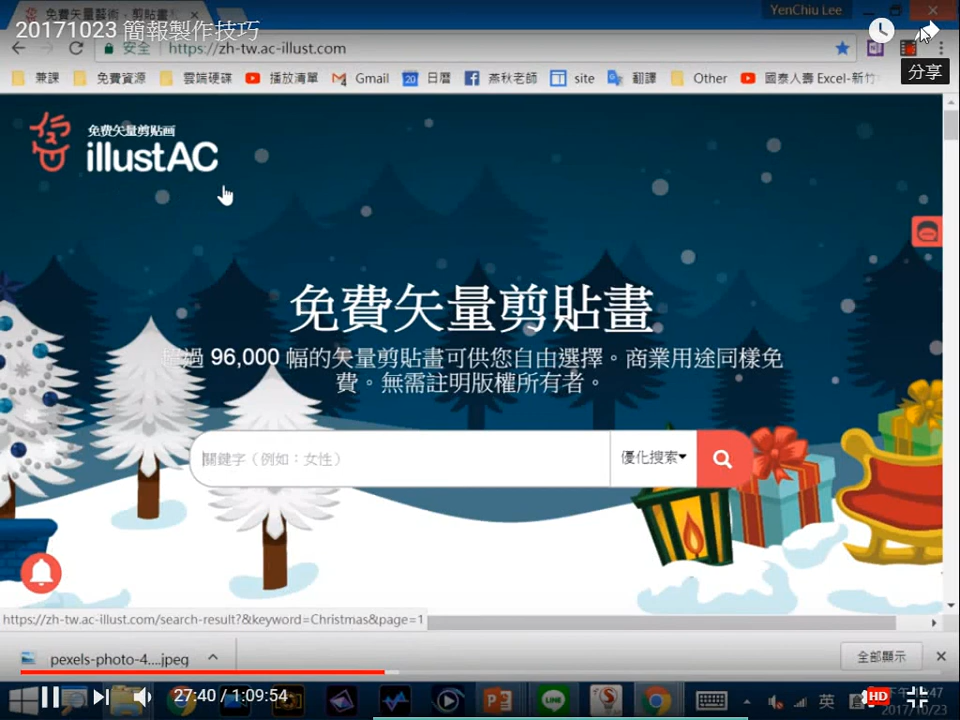 免費矢量藝術，剪貼畫
YenChiu Lee
20171023 簡報製作技巧
安全 https://zh-tw.ac-illust.com
分享
兼課 免費資源 雲端硬碟 播放清單 Gmail 20 日曆 燕秋老師 site 翻譯 Other 國泰人壽 Excel-新竹
免费矢量剪贴画
illustAC
免費矢量剪貼畫
超過 96,000 幅的矢量剪貼畫可供您自由選擇。商業用途同樣免
費。無需註明版權所有者。
關鍵字（例如：女性） 優化搜索
https://zh-tw.ac-illust.com/search-result?&keyword=Christmas&page=1
pexels-photo-4....jpeg 全部顯示
27:40 / 1:09:54
LINE
英
HD
2017/10/23